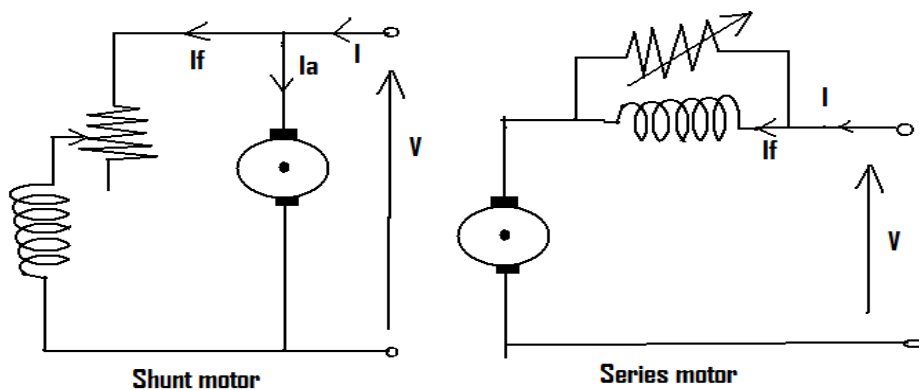 If
Ia
I
V
Shunt motor
I
If
V
Series motor